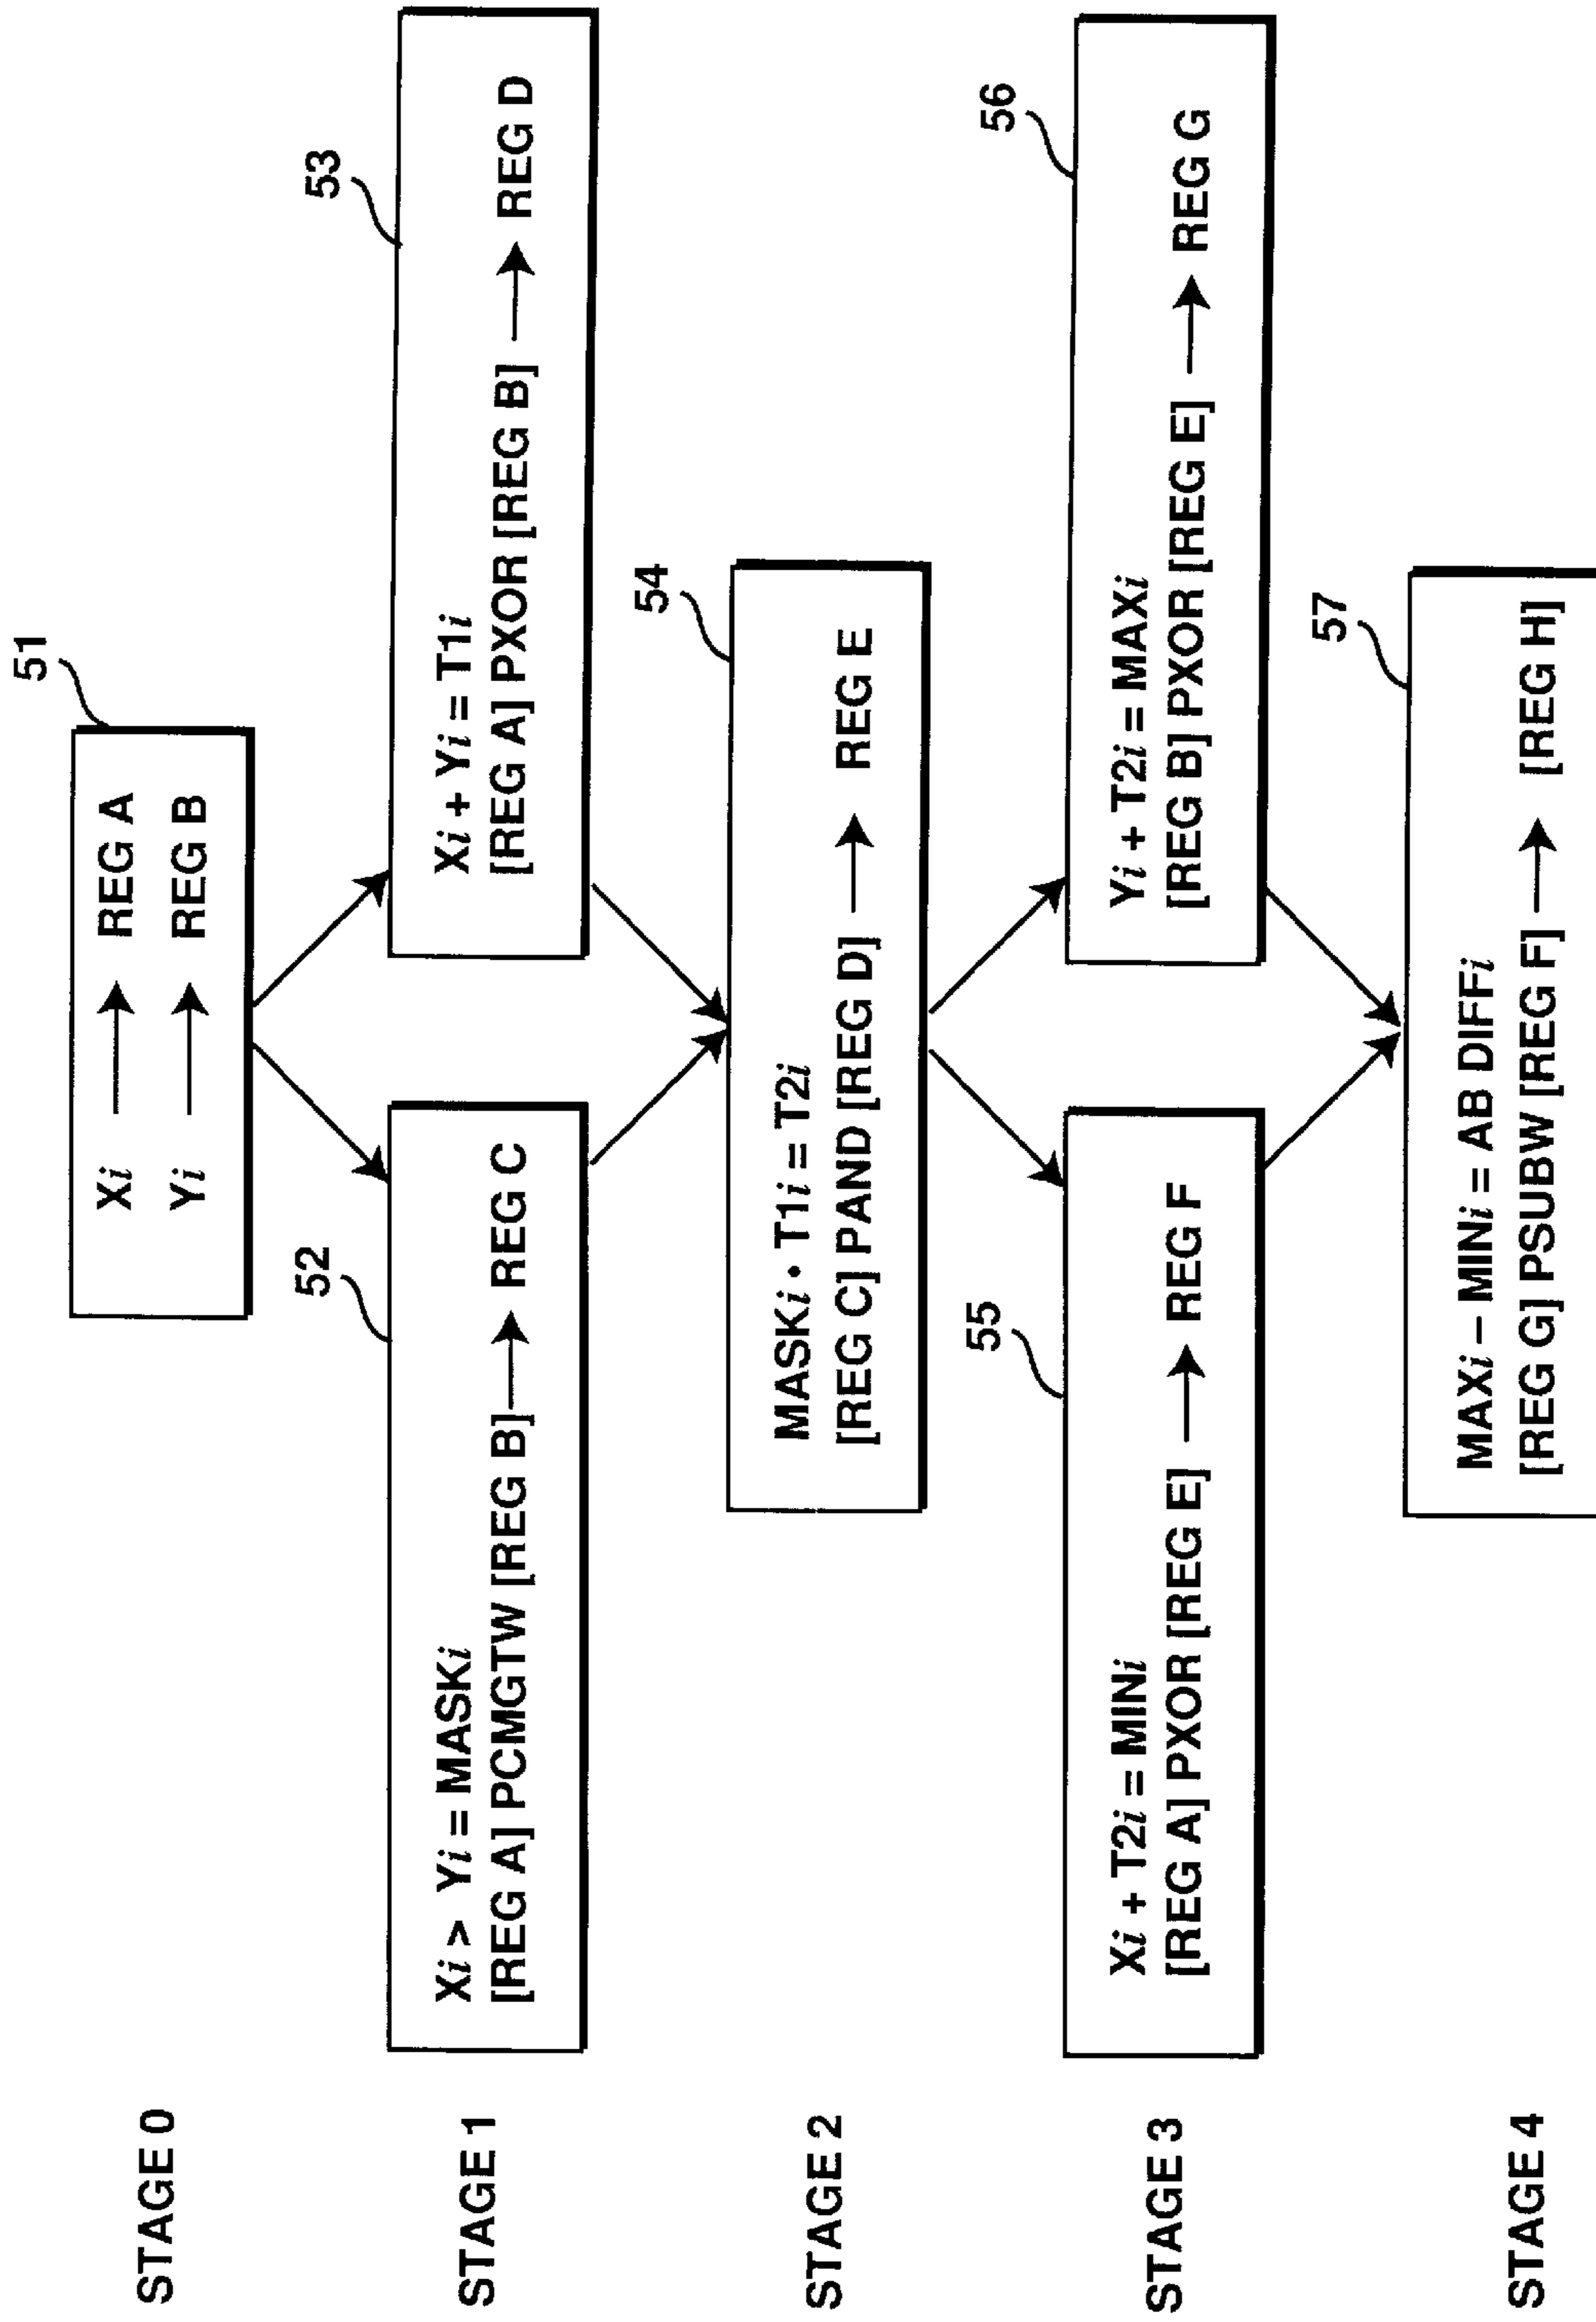 STAGE 0
51
Xi → REG A
Yi → REG B
STAGE 1
52
Xi > Yi = MASKi
[REG A] PCMGTW [REG B] → REG C
53
Xi + Yi = T1i
[REG A] PXOR [REG B] → REG D
STAGE 2
54
MASKi • T1i = T2i
[REG C] PAND [REG D] → REG E
STAGE 3
55
Xi + T2i = MINi
[REG A] PXOR [REG E] → REG F
56
Yi + T2i = MAXi
[REG B] PXOR [REG E] → REG G
STAGE 4
57
MAXi – MINi = AB DIFFi
[REG G] PSUBW [REG F] → [REG H]